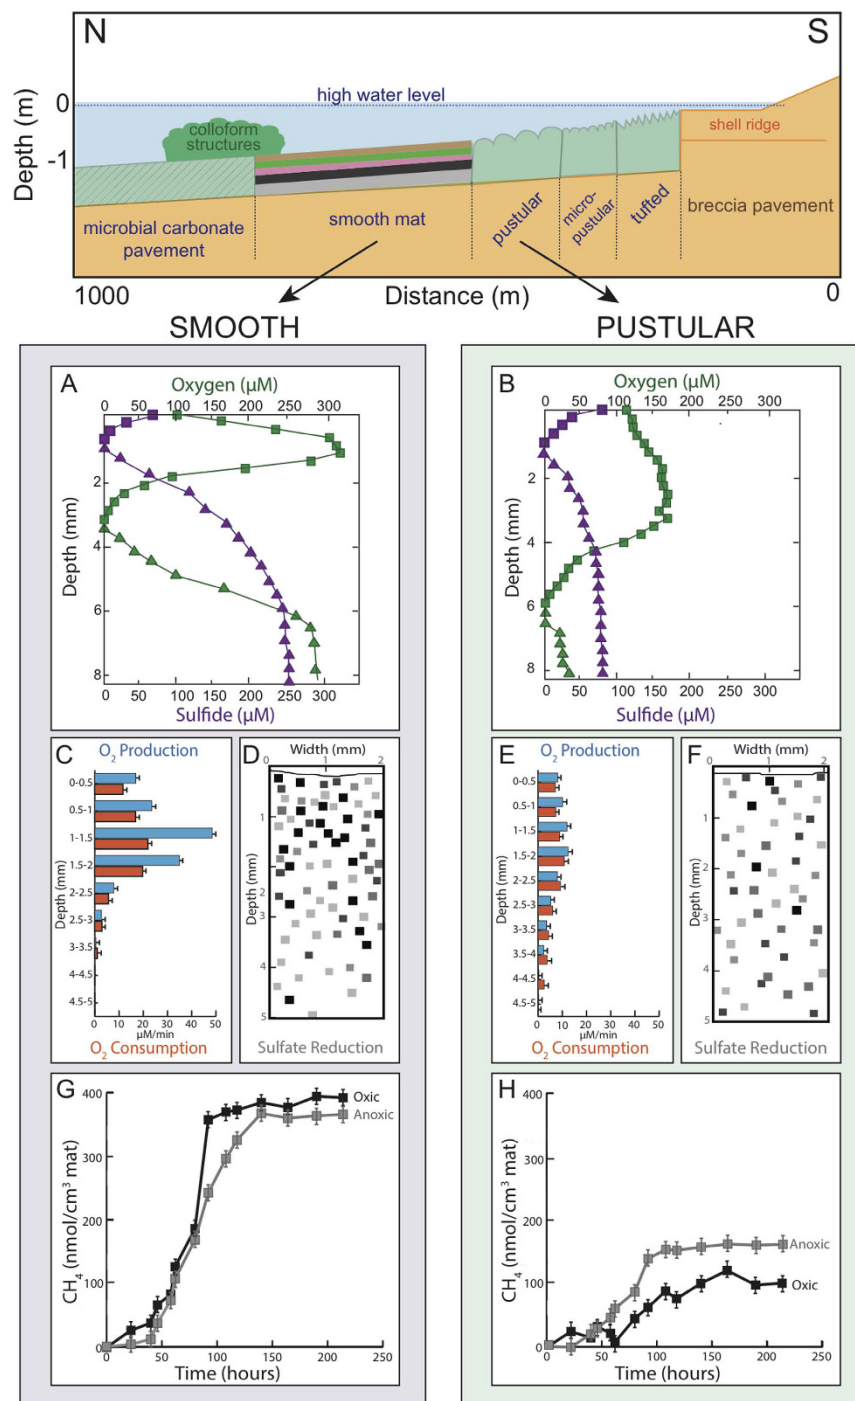 N
S
high water level
0
Depth (m)
-1
colloform
structures
shell ridge
microbial carbonate
pavement
smooth mat
pustular
micro-
pustular
tufted
breccia pavement
1000
Distance (m)
0
SMOOTH
PUSTULAR
A
Oxygen (µM)
0 50 100 150 200 250 300
Depth (mm)
2
4
6
8
0 50 100 150 200 250 300 350
Sulfide (µM)
B
Oxygen (µM)
0 50 100 150 200 250 300
Depth (mm)
0
2
4
6
8
0 50 100 150 200 250 300
Sulfide (µM)
C
O2 Production
Depth (mm)
0-0.5
0.5-1
1-1.5
1.5-2
2-2.5
2.5-3
3-3.5
4-4.5
4.5-5
0 10 20 30 40 50
µM/min
O2 Consumption
D
Width (mm)
0 1 2
Depth (mm)
1
2
3
4
5
Sulfate Reduction
E
O2 Production
Depth (mm)
0-0.5
0.5-1
1-1.5
1.5-2
2-2.5
2.5-3
3-3.5
3.5-4
4-4.5
4.5-5
0 10 20 30 40 50
µM/min
O2 Consumption
F
Width (mm)
0 1 2
Depth (mm)
1
2
3
4
5
Sulfate Reduction
G
CH4 (nmol/cm3 mat)
400
300
200
100
0
Oxic
Anoxic
0 50 100 150 200 250
Time (hours)
H
CH4 (nmol/cm3 mat)
400
300
200
100
0
Anoxic
Oxic
0 50 100 150 200 250
Time (hours)